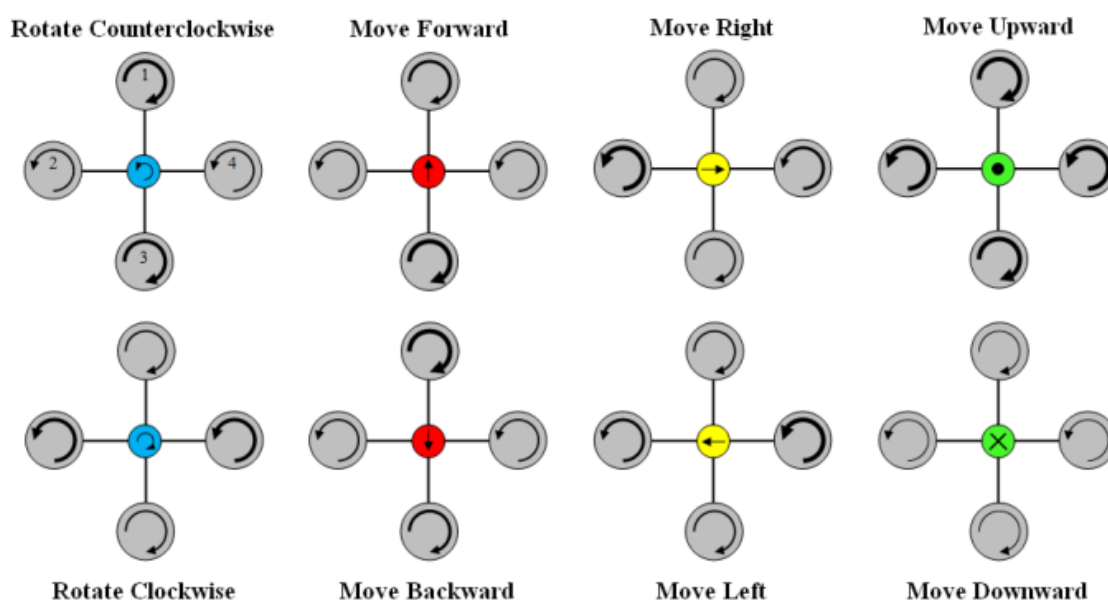 Rotate Counterclockwise Move Forward Move Right Move Upward
1
2 4
3
Rotate Clockwise Move Backward Move Left Move Downward